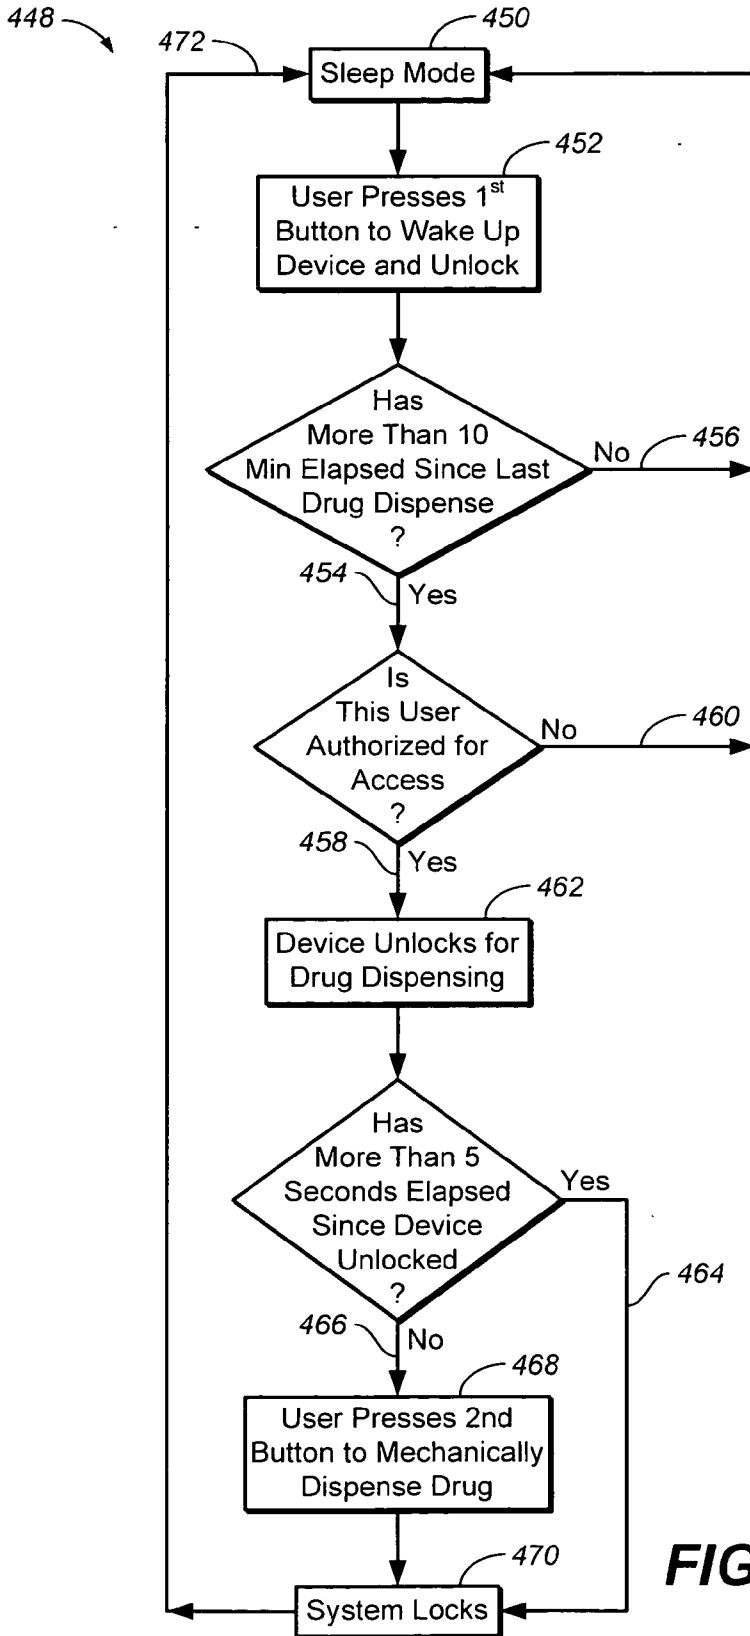 448
472
450
Sleep Mode
452
User Presses 1st
Button to Wake Up
Device and Unlock
Has
More Than 10
Min Elapsed Since Last
Drug Dispense
?
No
456
454
Yes
Is
This User
Authorized for
Access
?
No
460
458
Yes
462
Device Unlocks for
Drug Dispensing
Has
More Than 5
Seconds Elapsed
Since Device
Unlocked
?
Yes
464
466
No
468
User Presses 2nd
Button to Mechanically
Dispense Drug
470
System Locks
FIG